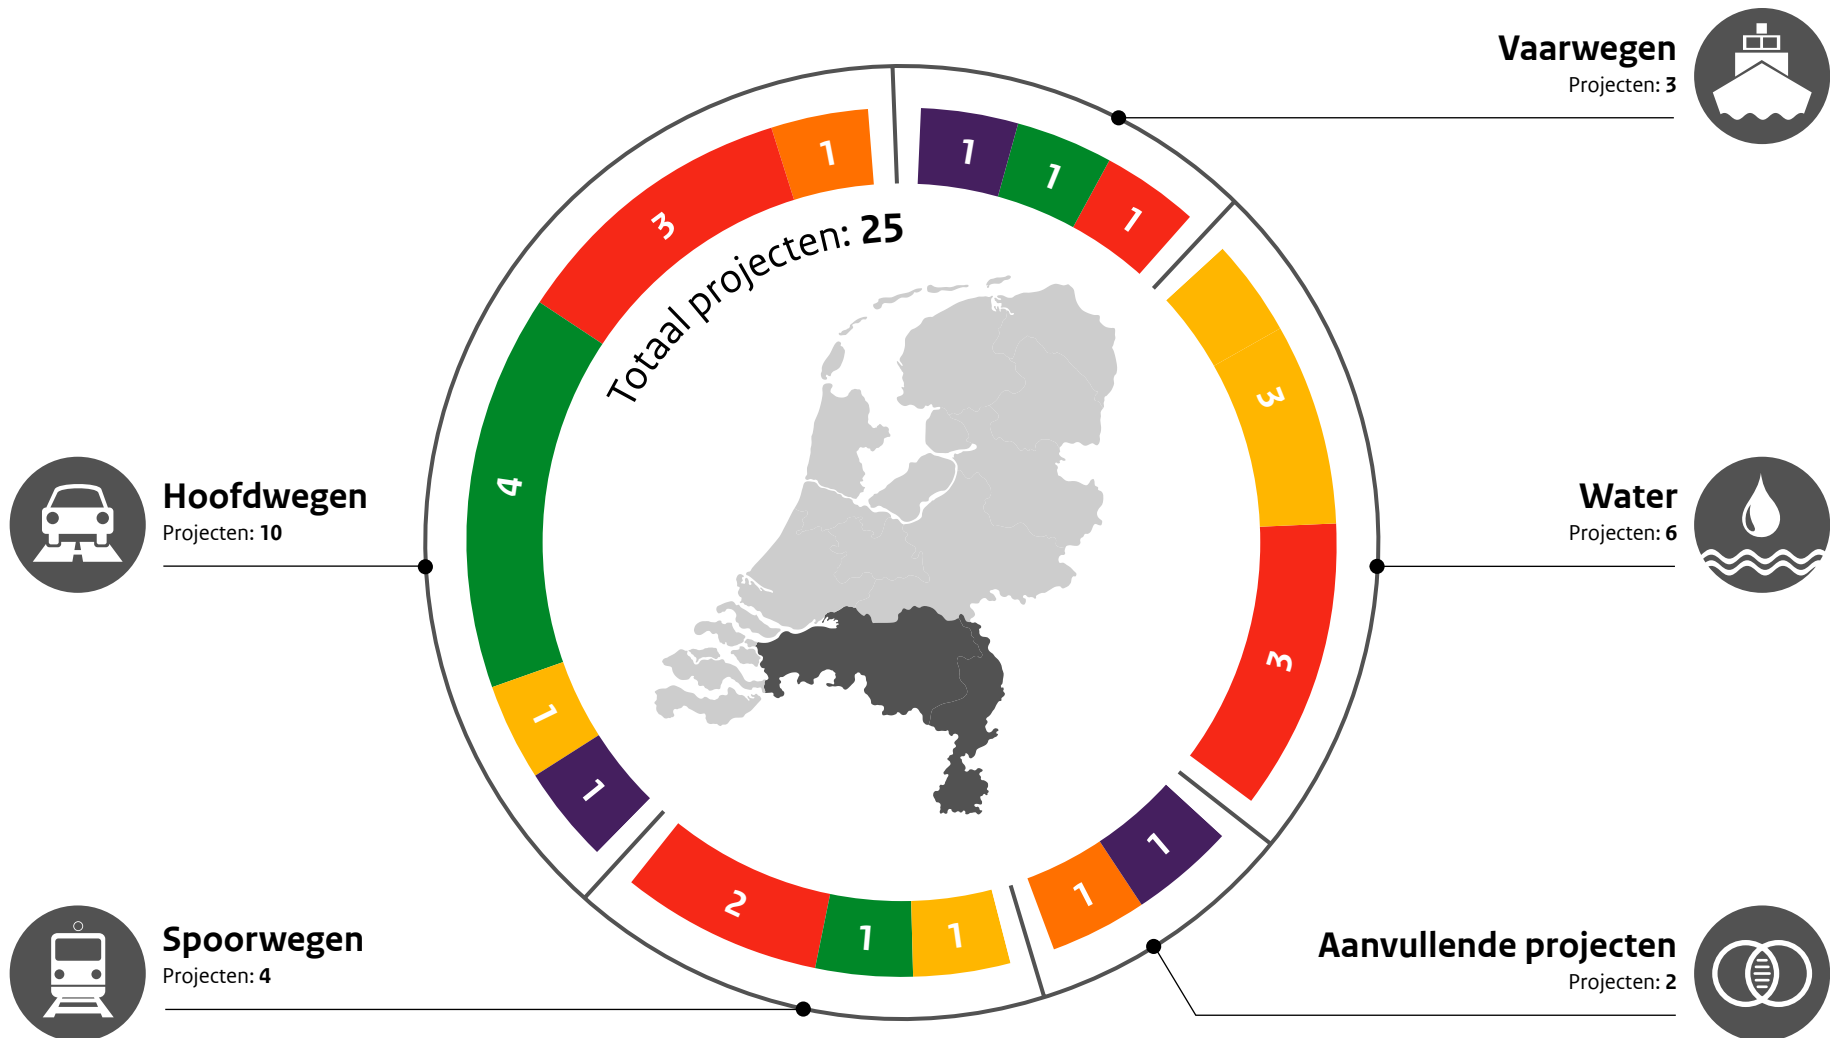 Vaarwegen
Projecten: 3
1
1
1
1
3
Totaal projecten: 25
3
4
Hoofdwegen
Projecten: 10
Water
Projecten: 6
3
1
1
1
1
2
1
1
Spoorwegen
Projecten: 4
Aanvullende projecten
Projecten: 2